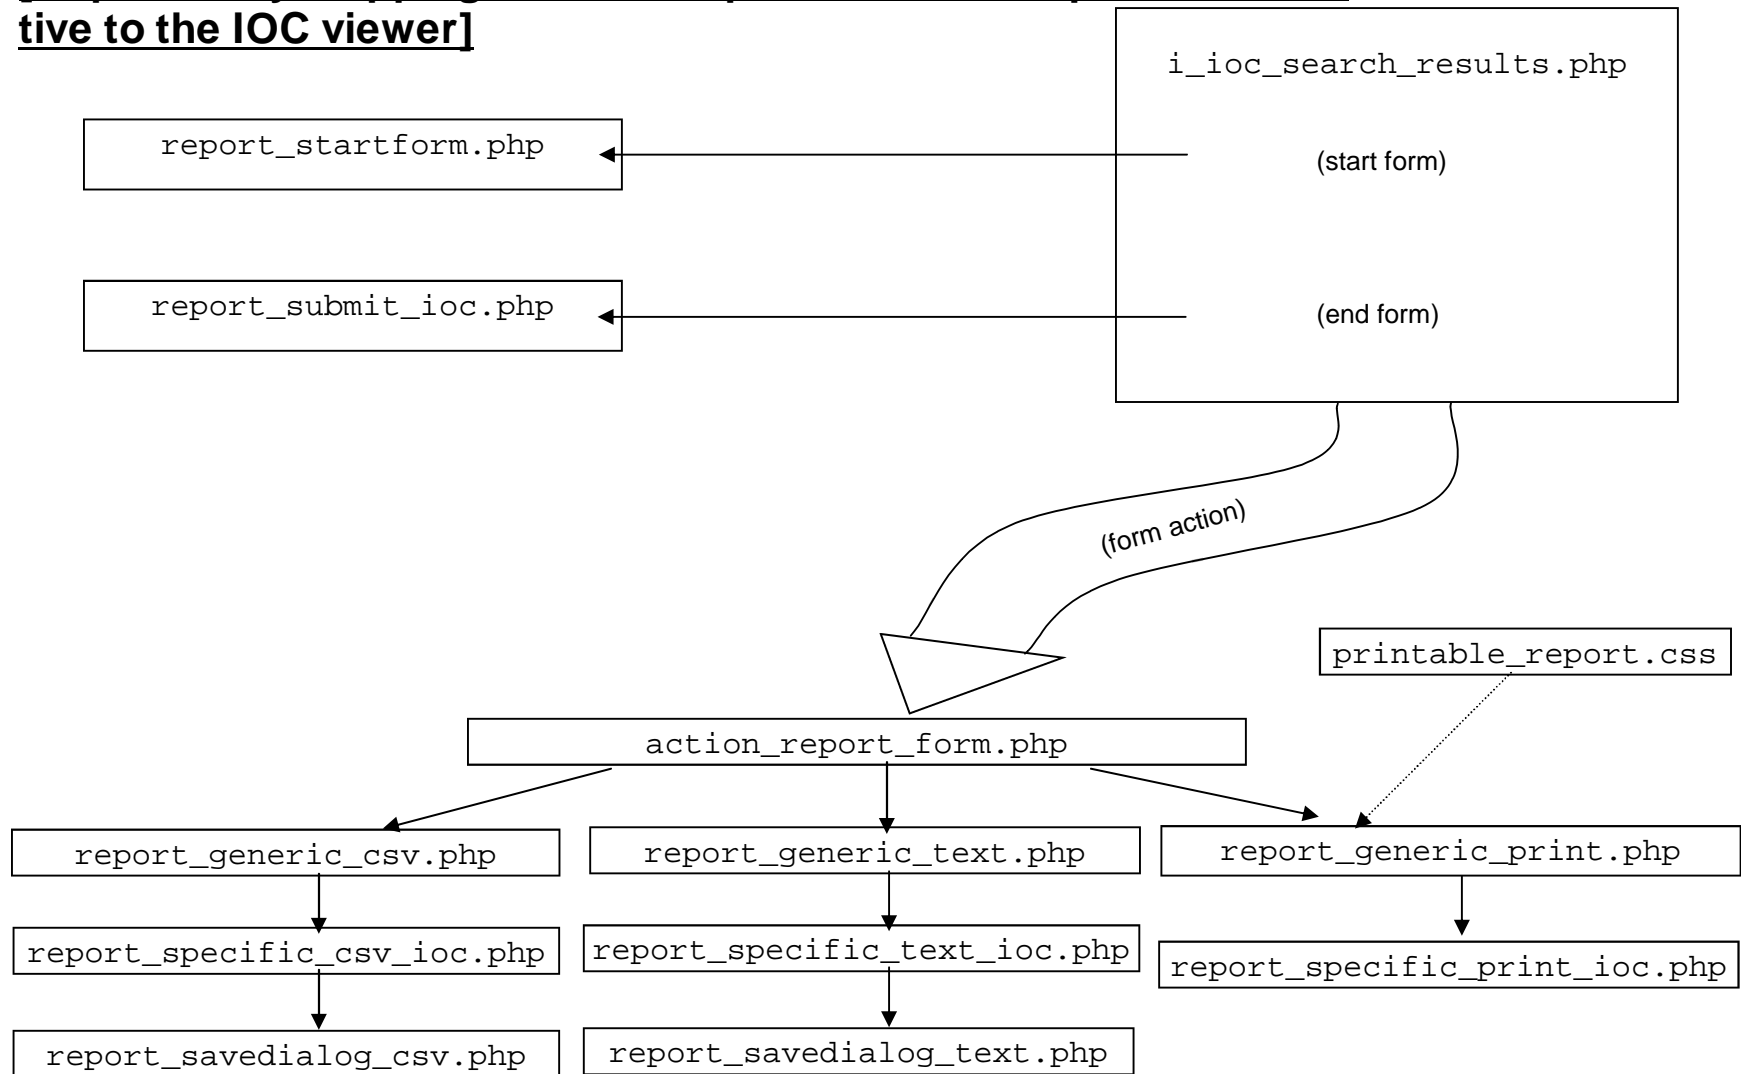 tive to the IOC viewer]
i_ioc_search_results.php
report_startform.php
(start form)
report_submit_ioc.php
(end form)
(form action)
printable_report.css
action_report_form.php
report_generic_csv.php
report_generic_text.php
report_generic_print.php
report_specific_csv_ioc.php
report_specific_text_ioc.php
report_specific_print_ioc.php
report_savedialog_csv.php
report_savedialog_text.php